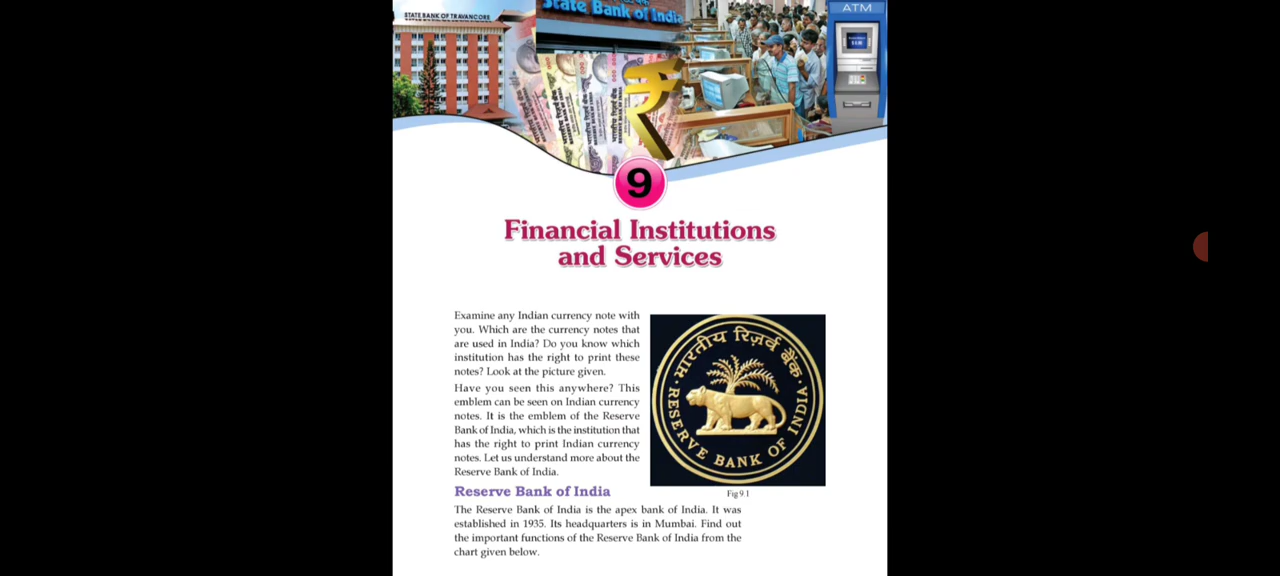 STATE BANK OF TRAVANCORE
State Bank of India
ATM
9
Financial Institutions
and Services
Examine any Indian currency note with
you. Which are the currency notes that
are used in India? Do you know which
institution has the right to print these
notes? Look at the picture given.
Have you seen this anywhere? This
emblem can be seen on Indian currency
notes. It is the emblem of the Reserve
Bank of India, which is the institution that
has the right to print Indian currency
notes. Let us understand more about the
Reserve Bank of India.
भारतीय रिज़र्व बैंक
RESERVE BANK OF INDIA
Fig 9.1
Reserve Bank of India
The Reserve Bank of India is the apex bank of India. It was
established in 1935. Its headquarters is in Mumbai. Find out
the important functions of the Reserve Bank of India from the
chart given below.